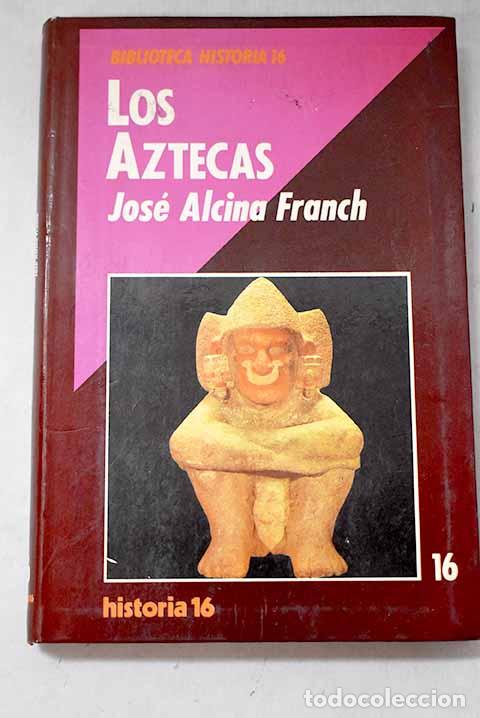 BIBLIOTECA HISTORIA 16
LOS
AZTECAS
José Alcina Franch
16
historia 16
todocoleccion